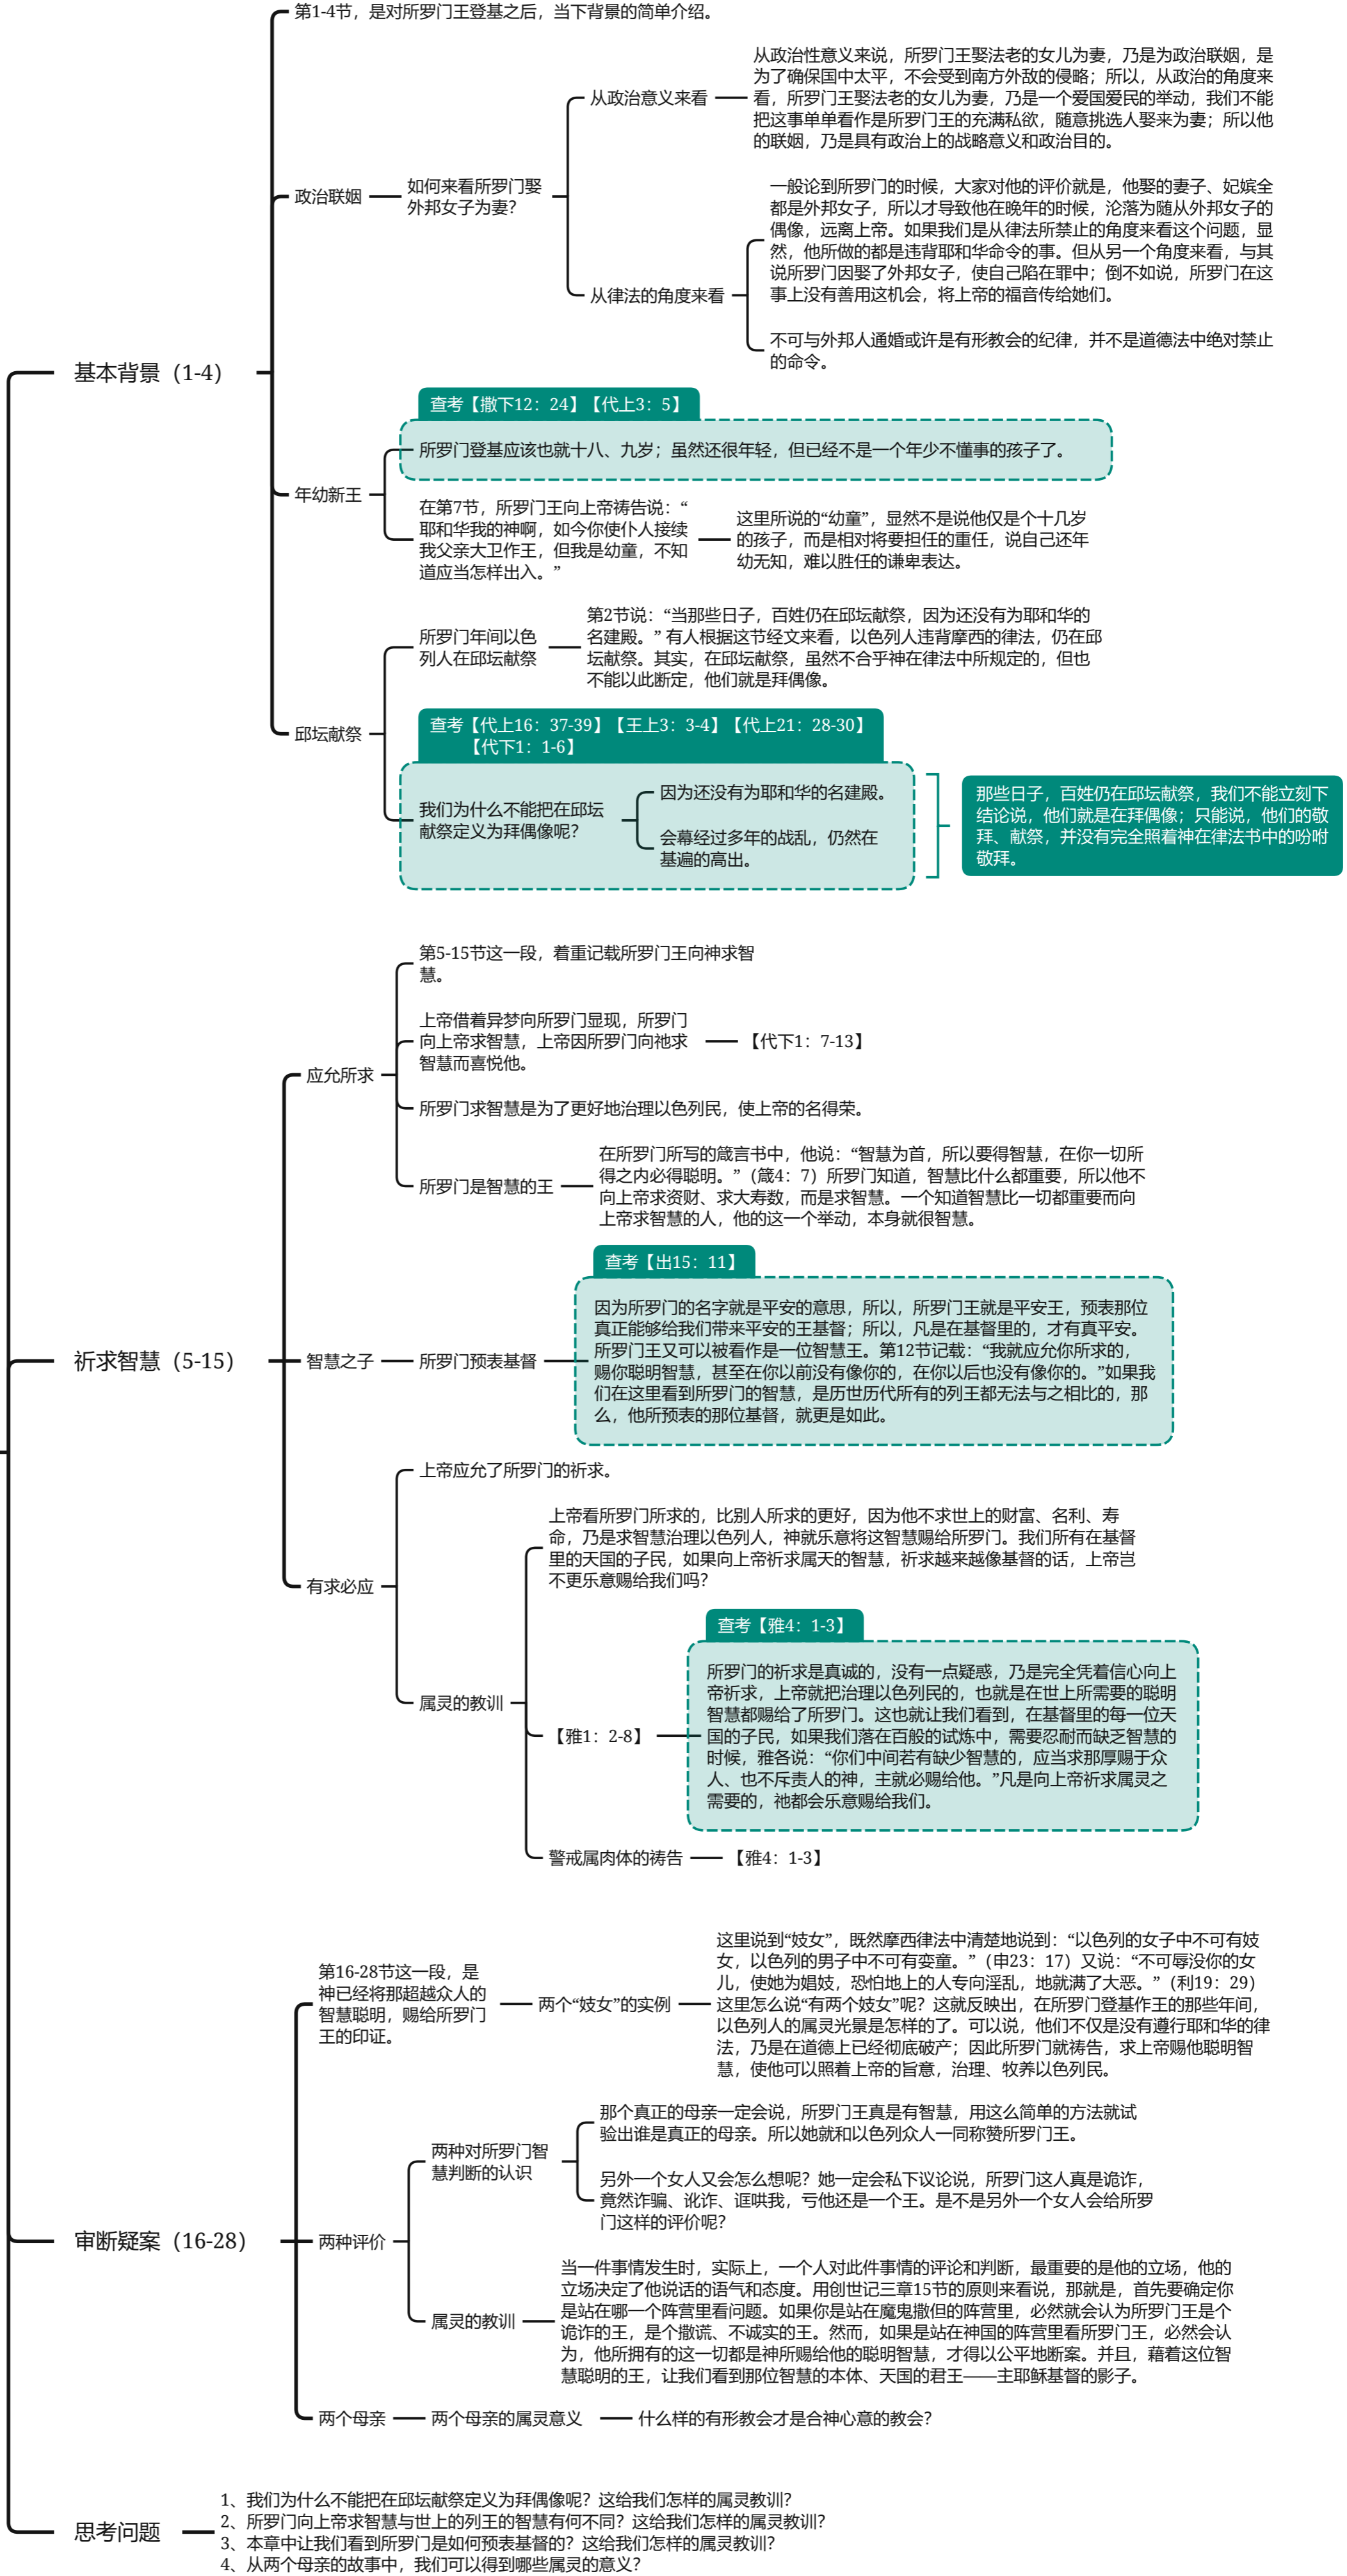 第1-4节，是对所罗门王登基之后，当下背景的简单介绍。
基本背景（1-4）
政治联姻
如何来看所罗门娶
外邦女子为妻？
从政治意义来看
从政治性意义来说，所罗门王娶法老的女儿为妻，乃是为政治联姻，是
为了确保国中太平，不会受到南方外敌的侵略；所以，从政治的角度来
看，所罗门王娶法老的女儿为妻，乃是一个爱国爱民的举动，我们不能
把这事单单看作是所罗门王的充满私欲，随意挑选人娶来为妻；所以他
的联姻，乃是具有政治上的战略意义和政治目的。
从律法的角度来看
一般论到所罗门的时候，大家对他的评价就是，他娶的妻子、妃嫔全
都是外邦女子，所以才导致他在晚年的时候，沦落为随从外邦女子的
偶像，远离上帝。如果我们是从律法所禁止的角度来看这个问题，显
然，他所做的都是违背耶和华命令的事。但从另一个角度来看，与其
说所罗门因娶了外邦女子，使自己陷在罪中；倒不如说，所罗门在这
事上没有善用这机会，将上帝的福音传给她们。
不可与外邦人通婚或许是有形教会的纪律，并不是道德法中绝对禁止
的命令。
年幼新王
查考【撒下12：24】【代上3：5】
所罗门登基应该也就十八、九岁；虽然还很年轻，但已经不是一个年少不懂事的孩子了。
在第7节，所罗门王向上帝祷告说：“
耶和华我的神啊，如今你使仆人接续
我父亲大卫作王，但我是幼童，不知
道应当怎样出入。”
这里所说的“幼童”，显然不是说他仅是个十几岁
的孩子，而是相对将要担任的重任，说自己还年
幼无知，难以胜任的谦卑表达。
邱坛献祭
所罗门年间以色
列人在邱坛献祭
第2节说：“当那些日子，百姓仍在邱坛献祭，因为还没有为耶和华的
名建殿。” 有人根据这节经文来看，以色列人违背摩西的律法，仍在邱
坛献祭。其实，在邱坛献祭，虽然不合乎神在律法中所规定的，但也
不能以此断定，他们就是拜偶像。
查考【代上16：37-39】【王上3：3-4】【代上21：28-30】
【代下1：1-6】
我们为什么不能把在邱坛
献祭定义为拜偶像呢？
因为还没有为耶和华的名建殿。
会幕经过多年的战乱，仍然在
基遍的高出。
那些日子，百姓仍在邱坛献祭，我们不能立刻下
结论说，他们就是在拜偶像；只能说，他们的敬
拜、献祭，并没有完全照着神在律法书中的吩咐
敬拜。
祈求智慧（5-15）
应允所求
第5-15节这一段，着重记载所罗门王向神求智
慧。
上帝借着异梦向所罗门显现，所罗门
向上帝求智慧，上帝因所罗门向祂求
智慧而喜悦他。
【代下1：7-13】
所罗门求智慧是为了更好地治理以色列民，使上帝的名得荣。
所罗门是智慧的王
在所罗门所写的箴言书中，他说：“智慧为首，所以要得智慧，在你一切所
得之内必得聪明。”（箴4：7）所罗门知道，智慧比什么都重要，所以他不
向上帝求资财、求大寿数，而是求智慧。一个知道智慧比一切都重要而向
上帝求智慧的人，他的这一个举动，本身就很智慧。
智慧之子
所罗门预表基督
查考【出15：11】
因为所罗门的名字就是平安的意思，所以，所罗门王就是平安王，预表那位
真正能够给我们带来平安的王基督；所以，凡是在基督里的，才有真平安。
所罗门王又可以被看作是一位智慧王。第12节记载：“我就应允你所求的，
赐你聪明智慧，甚至在你以前没有像你的，在你以后也没有像你的。”如果我
们在这里看到所罗门的智慧，是历世历代所有的列王都无法与之相比的，那
么，他所预表的那位基督，就更是如此。
有求必应
上帝应允了所罗门的祈求。
属灵的教训
上帝看所罗门所求的，比别人所求的更好，因为他不求世上的财富、名利、寿
命，乃是求智慧治理以色列人，神就乐意将这智慧赐给所罗门。我们所有在基督
里的天国的子民，如果向上帝祈求属天的智慧，祈求越来越像基督的话，上帝岂
不更乐意赐给我们吗？
【雅1：2-8】
查考【雅4：1-3】
所罗门的祈求是真诚的，没有一点疑惑，乃是完全凭着信心向上
帝祈求，上帝就把治理以色列民的，也就是在世上所需要的聪明
智慧都赐给了所罗门。这也就让我们看到，在基督里的每一位天
国的子民，如果我们落在百般的试炼中，需要忍耐而缺乏智慧的
时候，雅各说：“你们中间若有缺少智慧的，应当求那厚赐于众
人、也不斥责人的神，主就必赐给他。”凡是向上帝祈求属灵之
需要的，祂都会乐意赐给我们。
警戒属肉体的祷告
【雅4：1-3】
审断疑案（16-28）
第16-28节这一段，是
神已经将那超越众人的
智慧聪明，赐给所罗门
王的印证。
两个“妓女”的实例
这里说到“妓女”，既然摩西律法中清楚地说到：“以色列的女子中不可有妓
女，以色列的男子中不可有娈童。”（申23：17）又说：“不可辱没你的女
儿，使她为娼妓，恐怕地上的人专向淫乱，地就满了大恶。”（利19：29）
这里怎么说“有两个妓女”呢？这就反映出，在所罗门登基作王的那些年间，
以色列人的属灵光景是怎样的了。可以说，他们不仅是没有遵行耶和华的律
法，乃是在道德上已经彻底破产；因此所罗门就祷告，求上帝赐他聪明智
慧，使他可以照着上帝的旨意，治理、牧养以色列民。
两种评价
两种对所罗门智
慧判断的认识
那个真正的母亲一定会说，所罗门王真是有智慧，用这么简单的方法就试
验出谁是真正的母亲。所以她就和以色列众人一同称赞所罗门王。
另外一个女人又会怎么想呢？她一定会私下议论说，所罗门这人真是诡诈，
竟然诈骗、讹诈、诓哄我，亏他还是一个王。是不是另外一个女人会给所罗
门这样的评价呢？
属灵的教训
当一件事情发生时，实际上，一个人对此件事情的评论和判断，最重要的是他的立场，他的
立场决定了他说话的语气和态度。用创世记三章15节的原则来看说，那就是，首先要确定你
是站在哪一个阵营里看问题。如果你是站在魔鬼撒但的阵营里，必然就会认为所罗门王是个
诡诈的王，是个撒谎、不诚实的王。然而，如果是站在神国的阵营里看所罗门王，必然会认
为，他所拥有的这一切都是神所赐给他的聪明智慧，才得以公平地断案。并且，藉着这位智
慧聪明的王，让我们看到那位智慧的本体、天国的君王——主耶稣基督的影子。
两个母亲
两个母亲的属灵意义
什么样的有形教会才是合神心意的教会？
思考问题
1、我们为什么不能把在邱坛献祭定义为拜偶像呢？这给我们怎样的属灵教训？
2、所罗门向上帝求智慧与世上的列王的智慧有何不同？这给我们怎样的属灵教训？
3、本章中让我们看到所罗门是如何预表基督的？这给我们怎样的属灵教训？
4、从两个母亲的故事中，我们可以得到哪些属灵的意义？